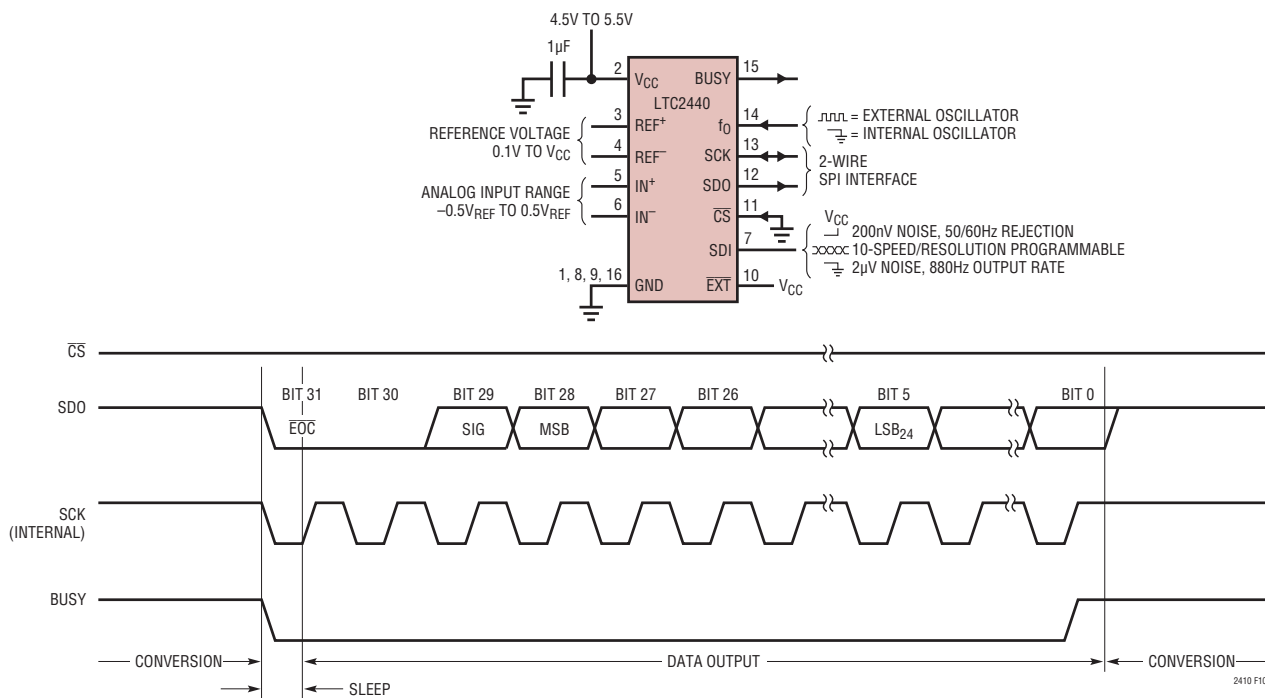 4.5V TO 5.5V
1µF
2
VCC
BUSY
15
LTC2440
REFERENCE VOLTAGE
0.1V TO VCC
3
REF+
4
REF–
fO
14
= EXTERNAL OSCILLATOR
= INTERNAL OSCILLATOR
SCK
13
SDO
12
2-WIRE
SPI INTERFACE
ANALOG INPUT RANGE
–0.5VREF TO 0.5VREF
5
IN+
6
IN–
CS
11
SDI
7
VCC
200nV NOISE, 50/60Hz REJECTION
10-SPEED/RESOLUTION PROGRAMMABLE
2µV NOISE, 880Hz OUTPUT RATE
1, 8, 9, 16
GND
EXT
10
VCC
CS
SDO
BIT 31
BIT 30
BIT 29
BIT 28
BIT 27
BIT 26
BIT 5
BIT 0
EOC
SIG
MSB
LSB24
SCK
(INTERNAL)
BUSY
CONVERSION
DATA OUTPUT
CONVERSION
SLEEP
2410 F10